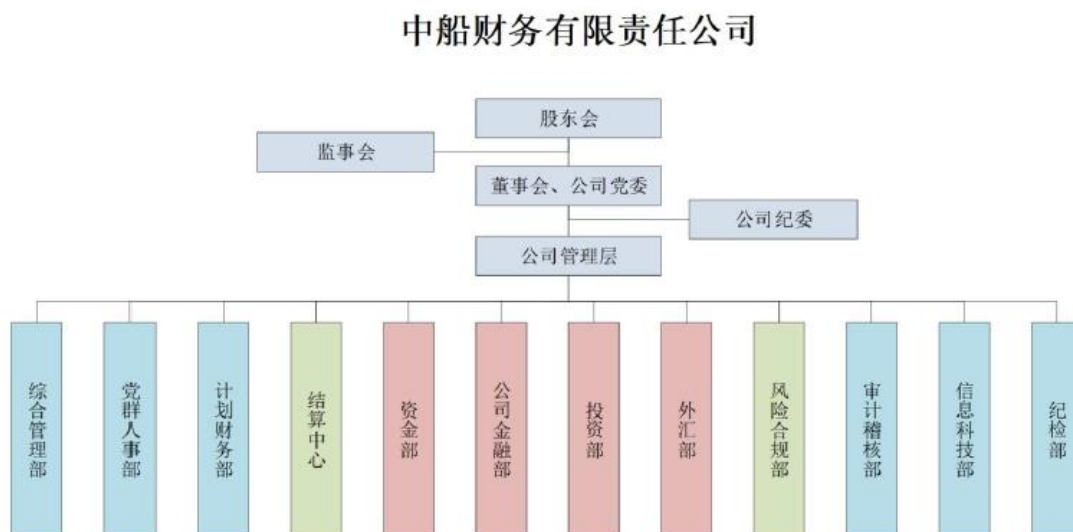 中船财务有限责任公司
股东会
监事会
董事会、公司党委
公司纪委
公司管理层
综合管理部
党群人事部
计划财务部
结算中心
资金部
公司金融部
投资部
外汇部
风险合规部
审计稽核部
信息科技部
纪检部